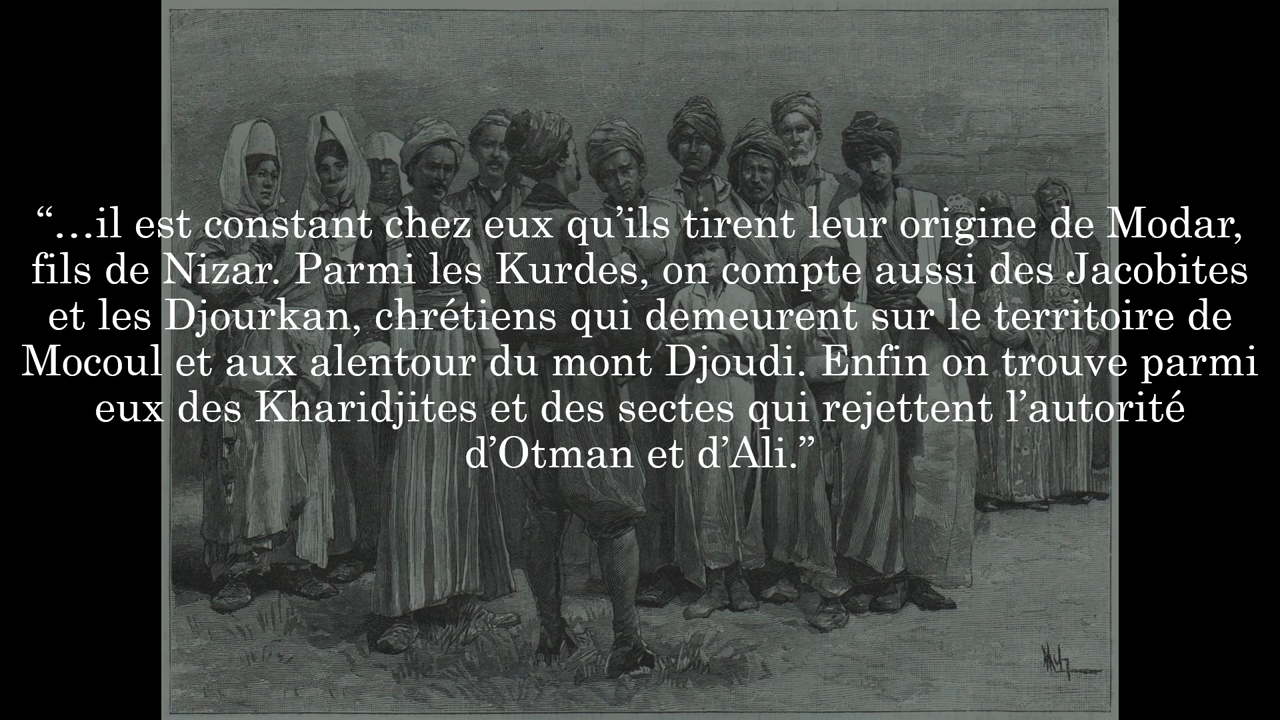 “…il est constant chez eux qu’ils tirent leur origine de Modar,
fils de Nizar. Parmi les Kurdes, on compte aussi des Jacobites
et les Djourkan, chrétiens qui demeurent sur le territoire de
Mocoul et aux alentour du mont Djoudi. Enfin on trouve parmi
eux des Kharidjites et des sectes qui rejettent l’autorité
d’Otman et d’Ali.”